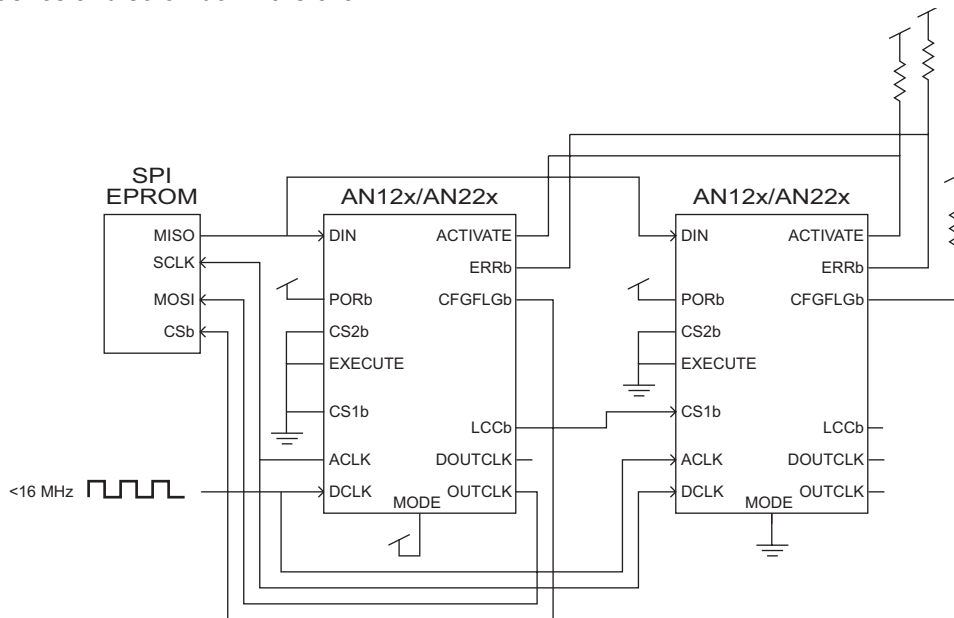 SPI
EPROM
MISO
SCLK
MOSI
CSb
AN12x/AN22x
DIN
PORb
CS2b
EXECUTE
CS1b
ACLK
DCLK
MODE
ACTIVATE
ERRb
CFGFLGb
LCCb
DOUTCLK
OUTCLK
AN12x/AN22x
DIN
PORb
CS2b
EXECUTE
CS1b
ACLK
DCLK
MODE
ACTIVATE
ERRb
CFGFLGb
LCCb
DOUTCLK
OUTCLK
<16 MHz